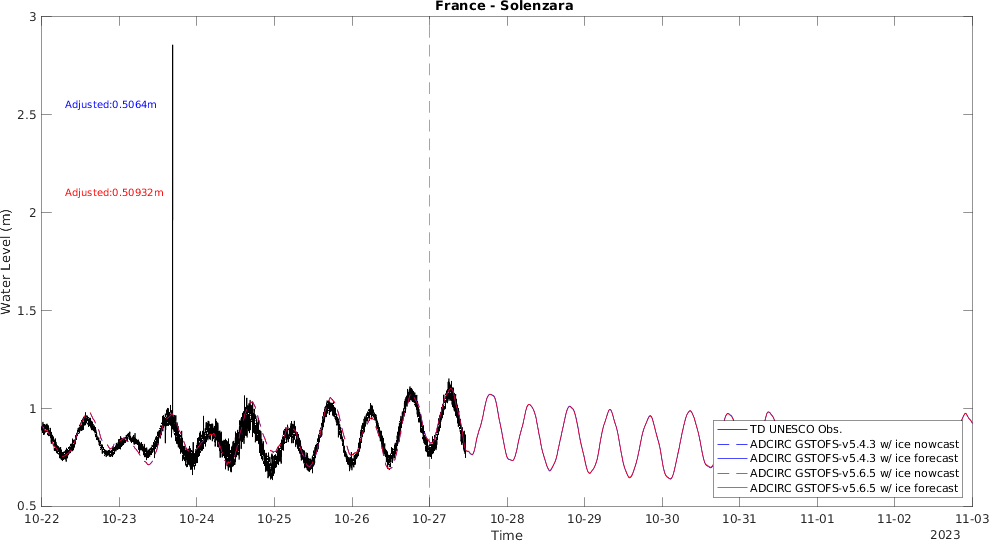 France - Solenzara
3
2.5
2
1.5
1
0.5
Water Level (m)
Adjusted:0.5064m
Adjusted:0.50932m
TD UNESCO Obs.
ADCIRC GSTOFS-v5.4.3 w/ ice nowcast
ADCIRC GSTOFS-v5.4.3 w/ ice forecast
ADCIRC GSTOFS-v5.6.5 w/ ice nowcast
ADCIRC GSTOFS-v5.6.5 w/ ice forecast
10-22 10-23 10-24 10-25 10-26 10-27 10-28 10-29 10-30 10-31 11-01 11-02 11-03
Time
2023